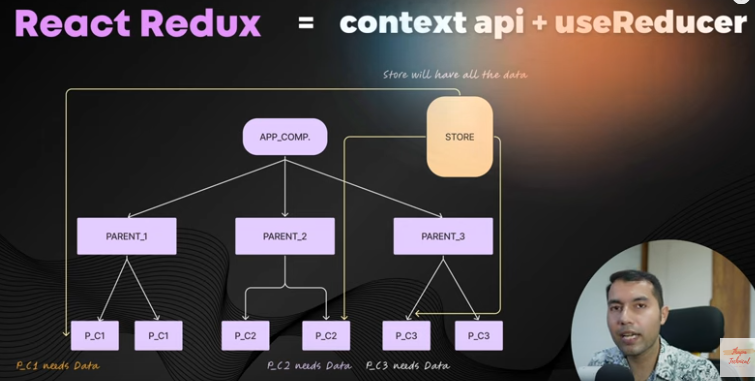 React Redux = context api + useReducer
Store will have all the data
APP_COMP.
STORE
PARENT_1
PARENT_2
PARENT_3
P_C1
P_C1
P_C2
P_C2
P_C3
P_C3
P_C1 needs Data
P_C2 needs Data
P_C3 needs Data
Technical